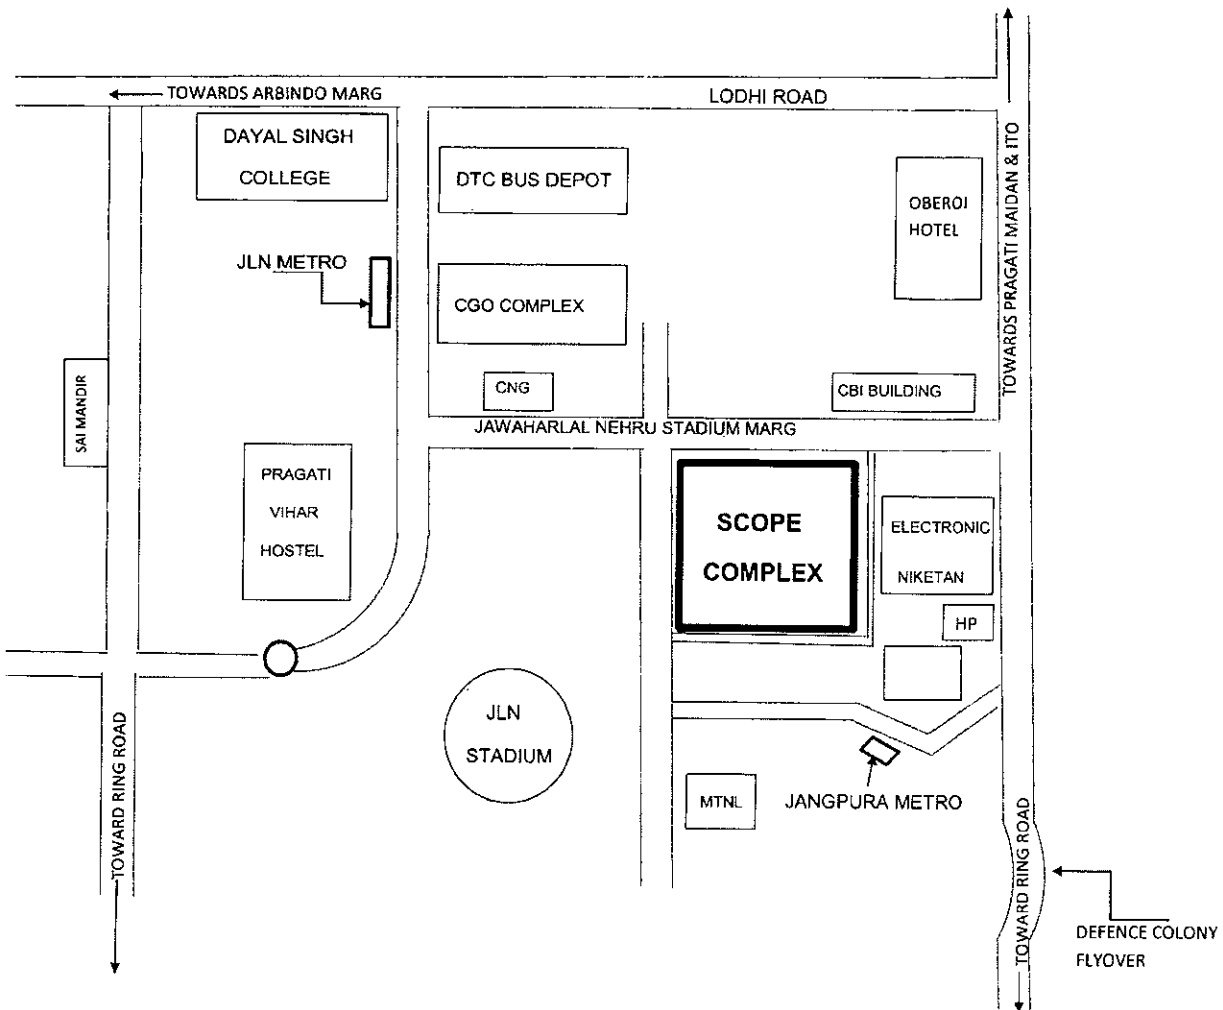 TOWARDS ARBINDO MARG
LODHI ROAD
DAYAL SINGH
COLLEGE
DTC BUS DEPOT
OBEROI
HOTEL
TOWARDS PRAGATI MAIDAN & ITO
JLN METRO
CGO COMPLEX
SAI MANDIR
CNG
CBI BUILDING
JAWAHARLAL NEHRU STADIUM MARG
PRAGATI
VIHAR
HOSTEL
SCOPE
COMPLEX
ELECTRONIC
NIKETAN
HP
JLN
STADIUM
TOWARD RING ROAD
MTNL
JANGPURA METRO
TOWARD RING ROAD
DEFENCE COLONY
FLYOVER